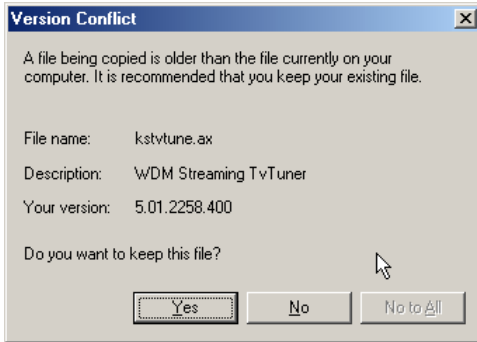 Version Conflict
A file being copied is older than the file currently on your
computer. It is recommended that you keep your existing file.
File name: kstvtune.ax
Description: WDM Streaming TvTuner
Your version: 5.01.2258.400
Do you want to keep this file?
Yes No No to All